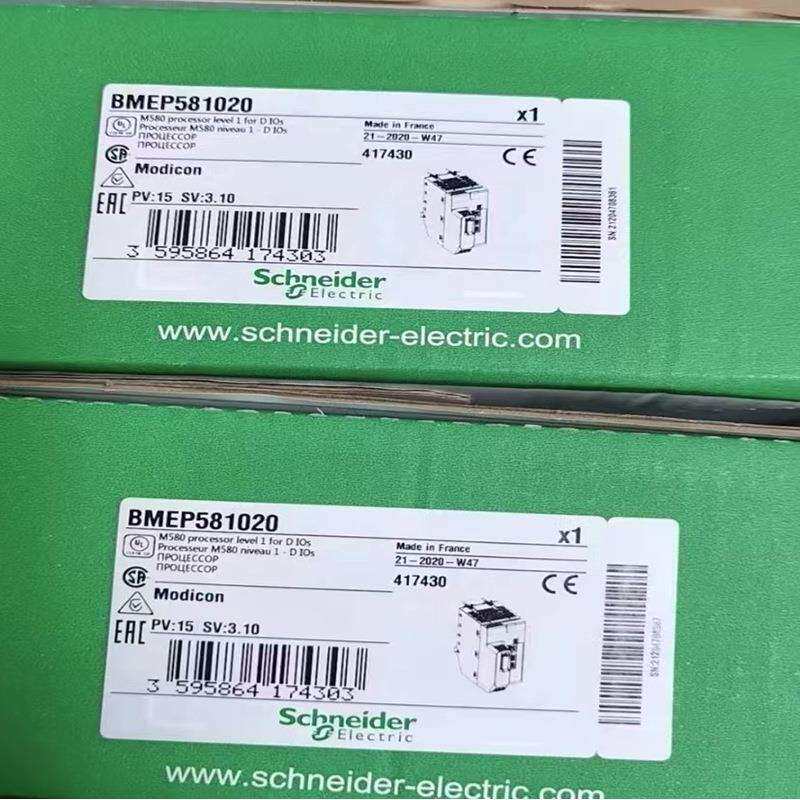 BMEP581020
x1
M580 processor level 1 for D IOs
Processeur M580 niveau 1 - D IOs
ПРОЦЕССОР
ПРОЦЕССОР
Made in France
21-2020-W47
417430
CE
UL
Modicon
EAC
PV:15 SV:3.10
3 595864 174303
SN:21204708361
Schneider
Electric
www.schneider-electric.com
BMEP581020
x1
M580 processor level 1 for D IOs
Processeur M580 niveau 1 - D IOs
ПРОЦЕССОР
ПРОЦЕССОР
Made in France
21-2020-W47
417430
CE
UL
Modicon
EAC
PV:15 SV:3.10
3 595864 174303
Schneider
Electric
www.schneider-electric.com